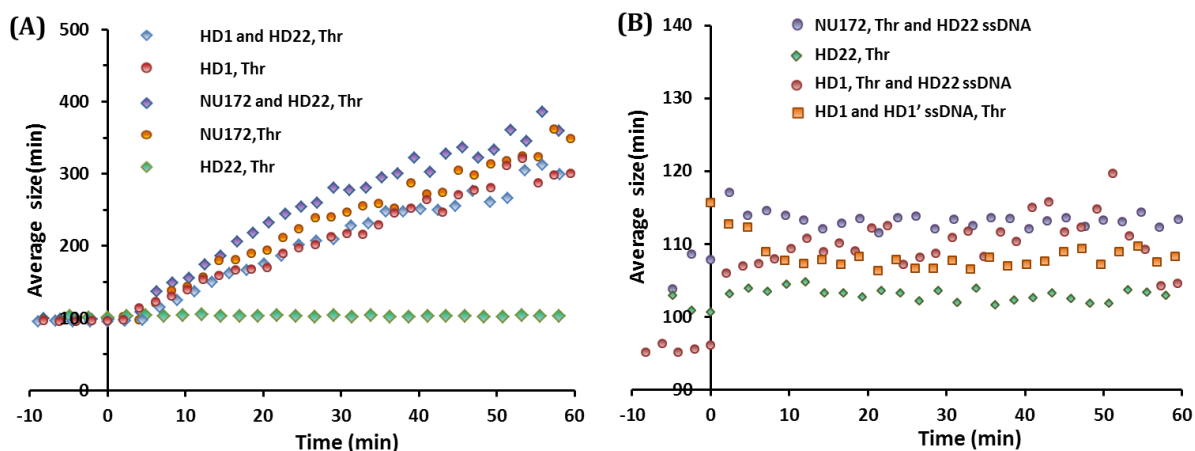 (A)
500
400
300
200
100
0
Average size(min)
-10 0 10 20 30 40 50 60
Time (min)
HD1 and HD22, Thr
HD1, Thr
NU172 and HD22, Thr
NU172,Thr
HD22, Thr
(B)
140
130
120
110
100
90
Average size(min)
-10 0 10 20 30 40 50 60
Time (min)
NU172, Thr and HD22 ssDNA
HD22, Thr
HD1, Thr and HD22 ssDNA
HD1 and HD1’ ssDNA, Thr